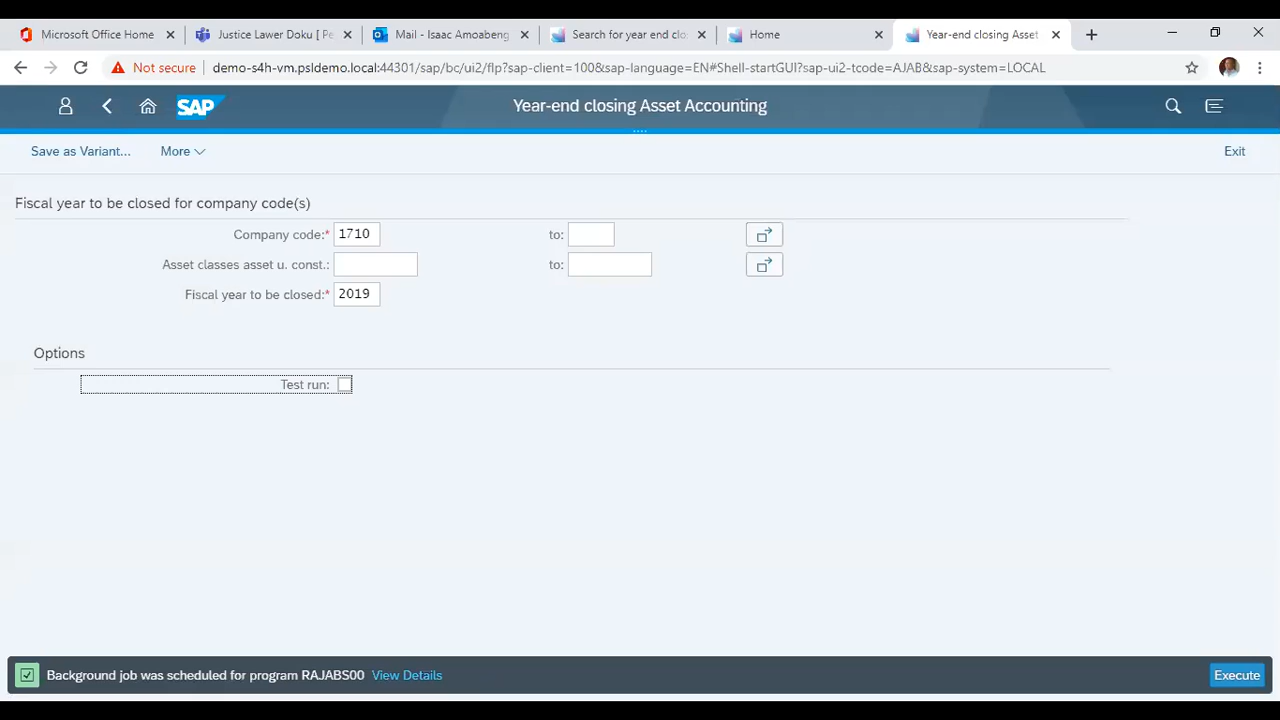 Microsoft Office Home
Justice Lawer Doku [ Pe
Mail - Isaac Amoabeng
Search for year end clo
Home
Year-end closing Asset
Not secure
demo-s4h-vm.psldemo.local:44301/sap/bc/ui2/flp?sap-client=100&sap-language=EN#Shell-startGUI?sap-ui2-tcode=AJAB&sap-system=LOCAL
SAP
Year-end closing Asset Accounting
Save as Variant...
More
Exit
Fiscal year to be closed for company code(s)
Company code:* 1710 to:
Asset classes asset u. const.: to:
Fiscal year to be closed:* 2019
Options
Test run:
Background job was scheduled for program RAJABS00 View Details
Execute